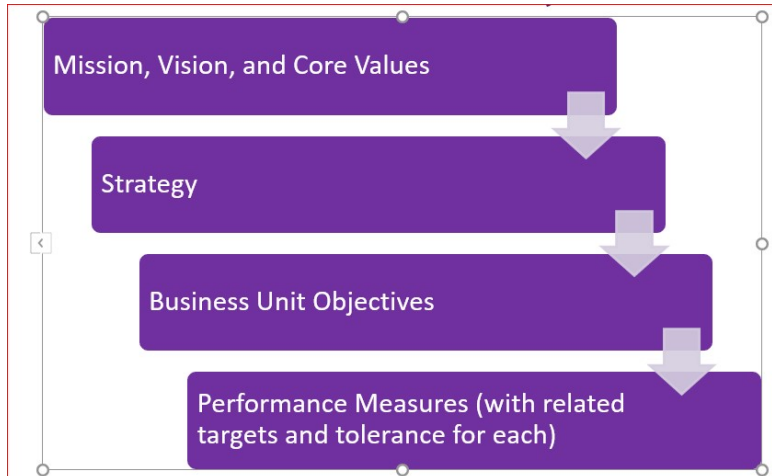 Mission, Vision, and Core Values
Strategy
Business Unit Objectives
Performance Measures (with related
targets and tolerance for each)